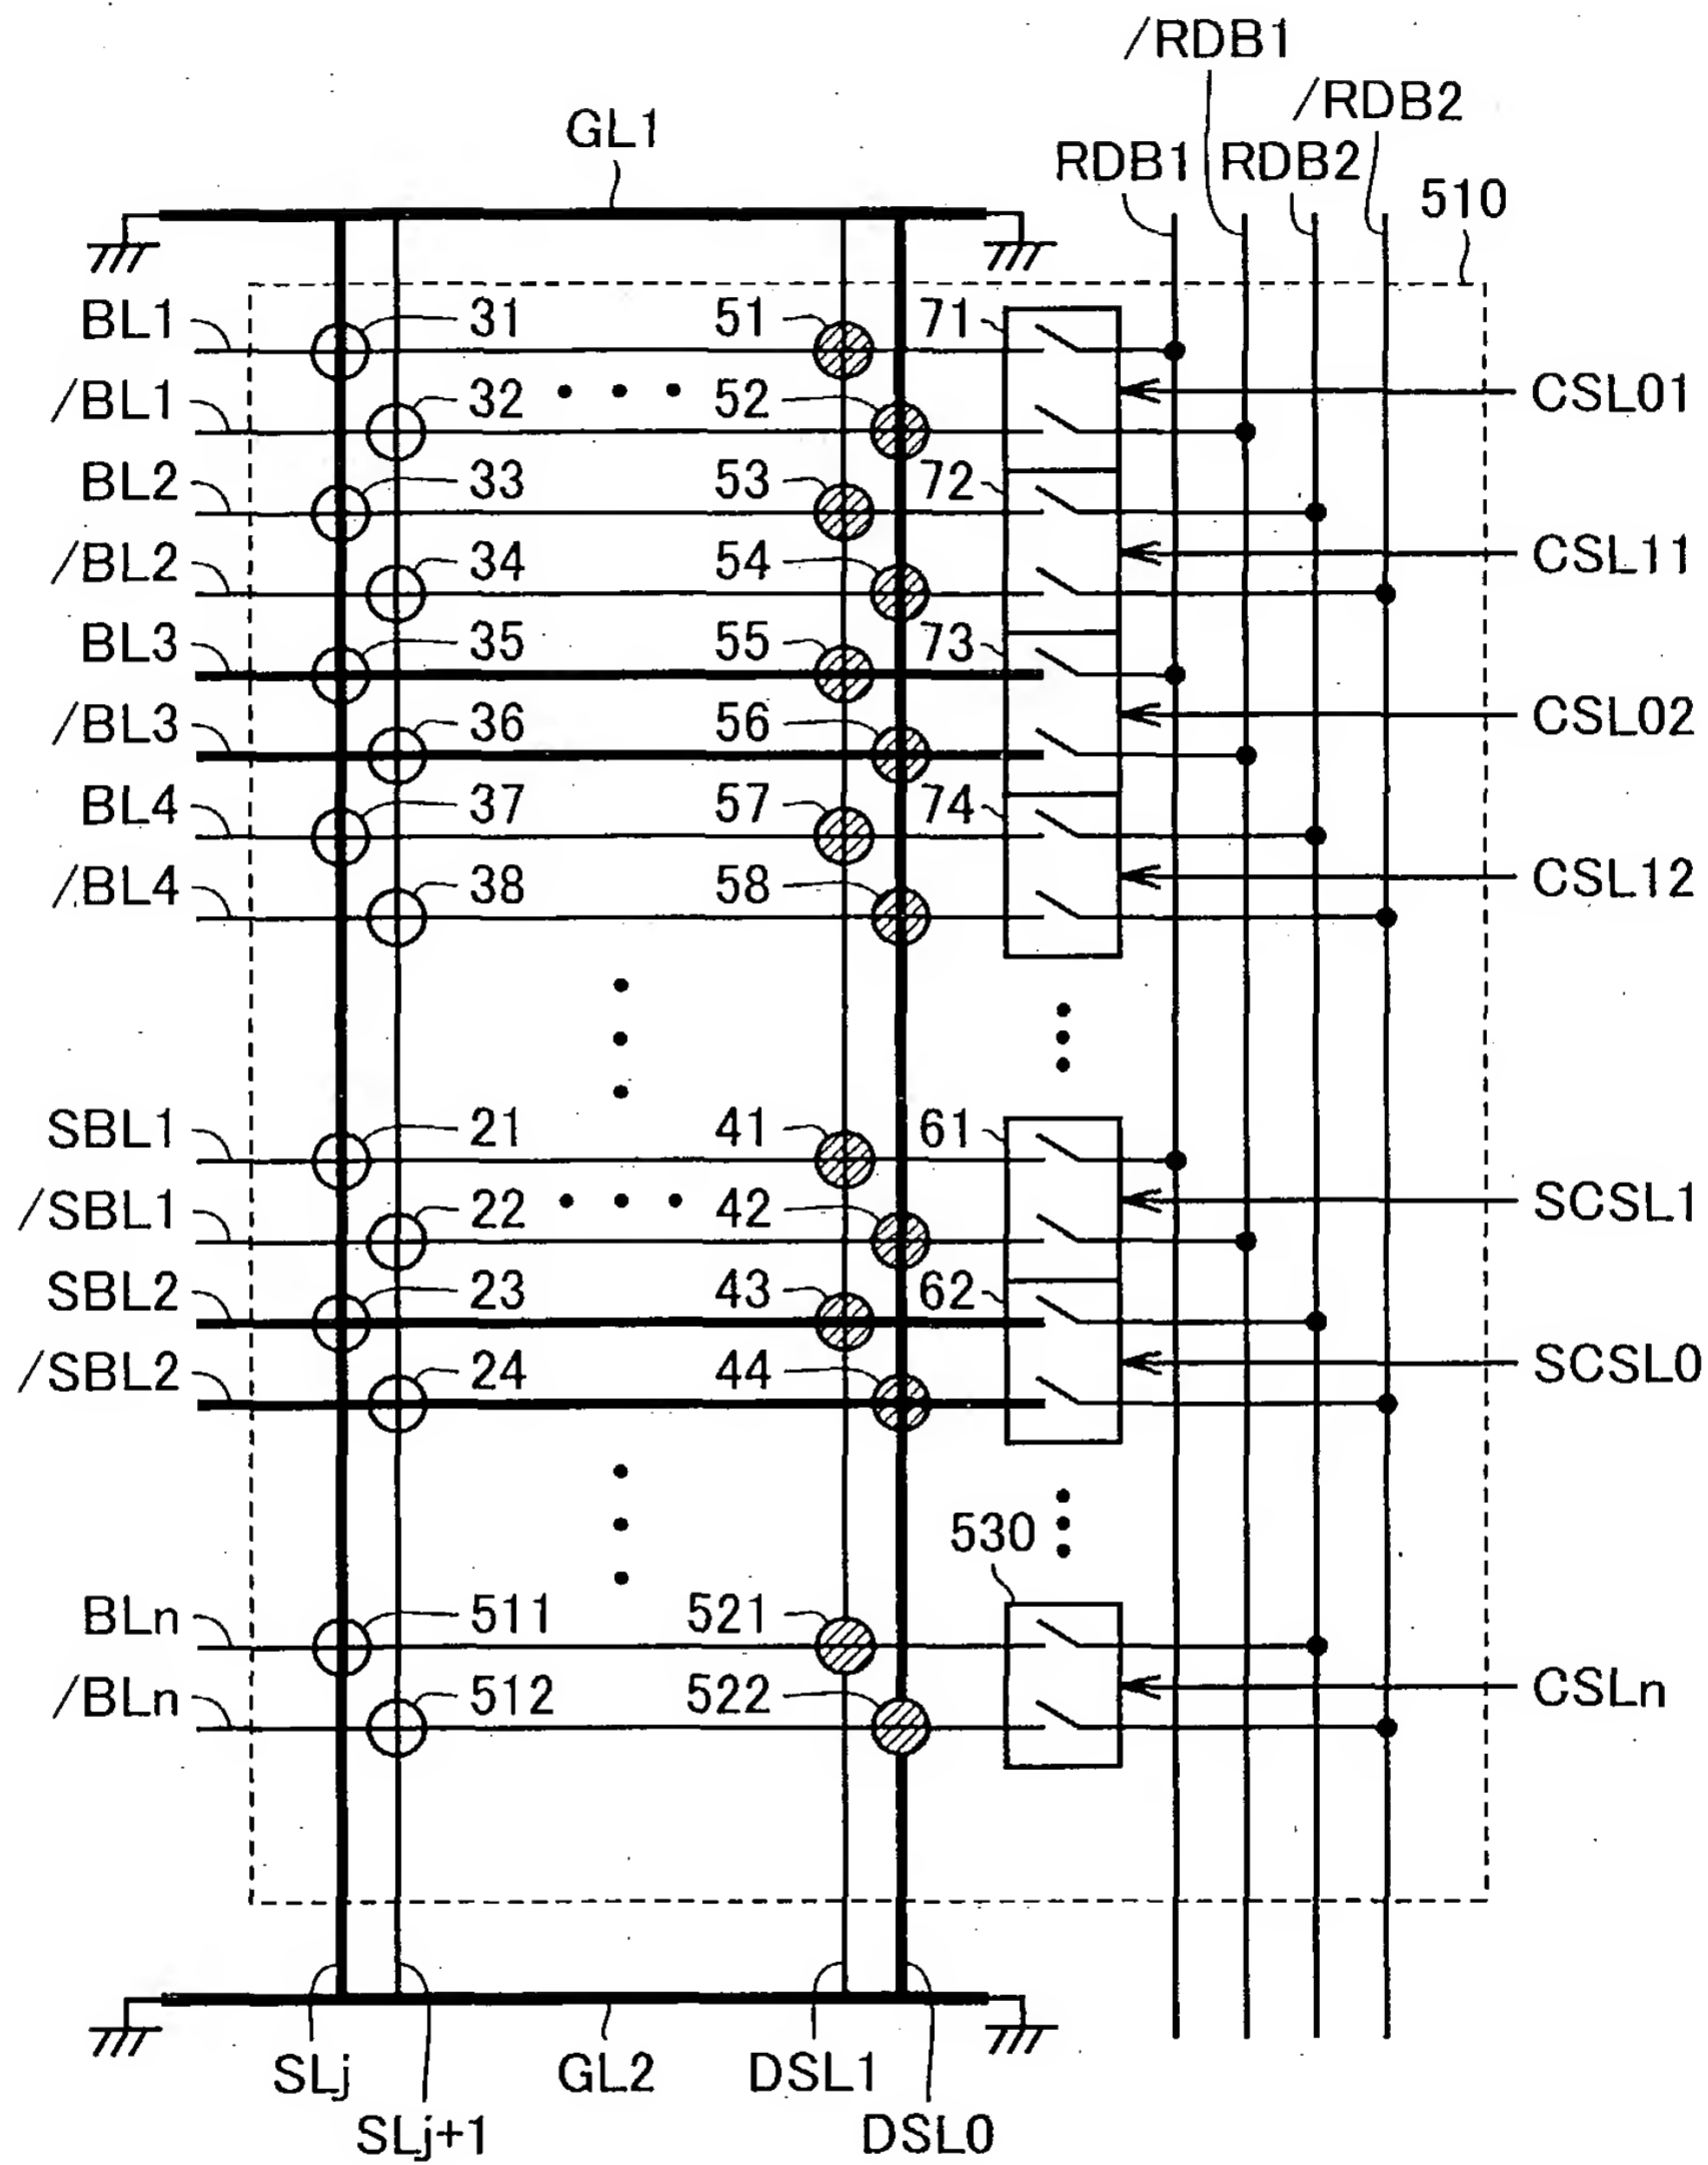 /RDB1
/RDB2
GL1
RDB1 RDB2
510
BL1 31 51 71
/BL1 32 52 CSL01
BL2 33 53 72
/BL2 34 54 CSL11
BL3 35 55 73
/BL3 36 56 CSL02
BL4 37 57 74
/BL4 38 58 CSL12
SBL1 21 41 61
/SBL1 22 42 SCSL1
SBL2 23 43 62
/SBL2 24 44 SCSL0
530
BLn 511 521
/BLn 512 522 CSLn
SLj GL2 DSL1
SLj+1 DSL0